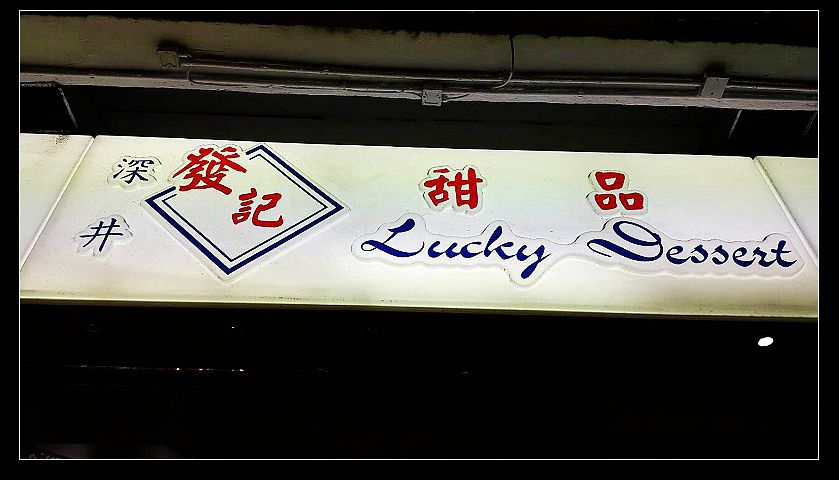 深井
發記
甜品
Lucky Dessert